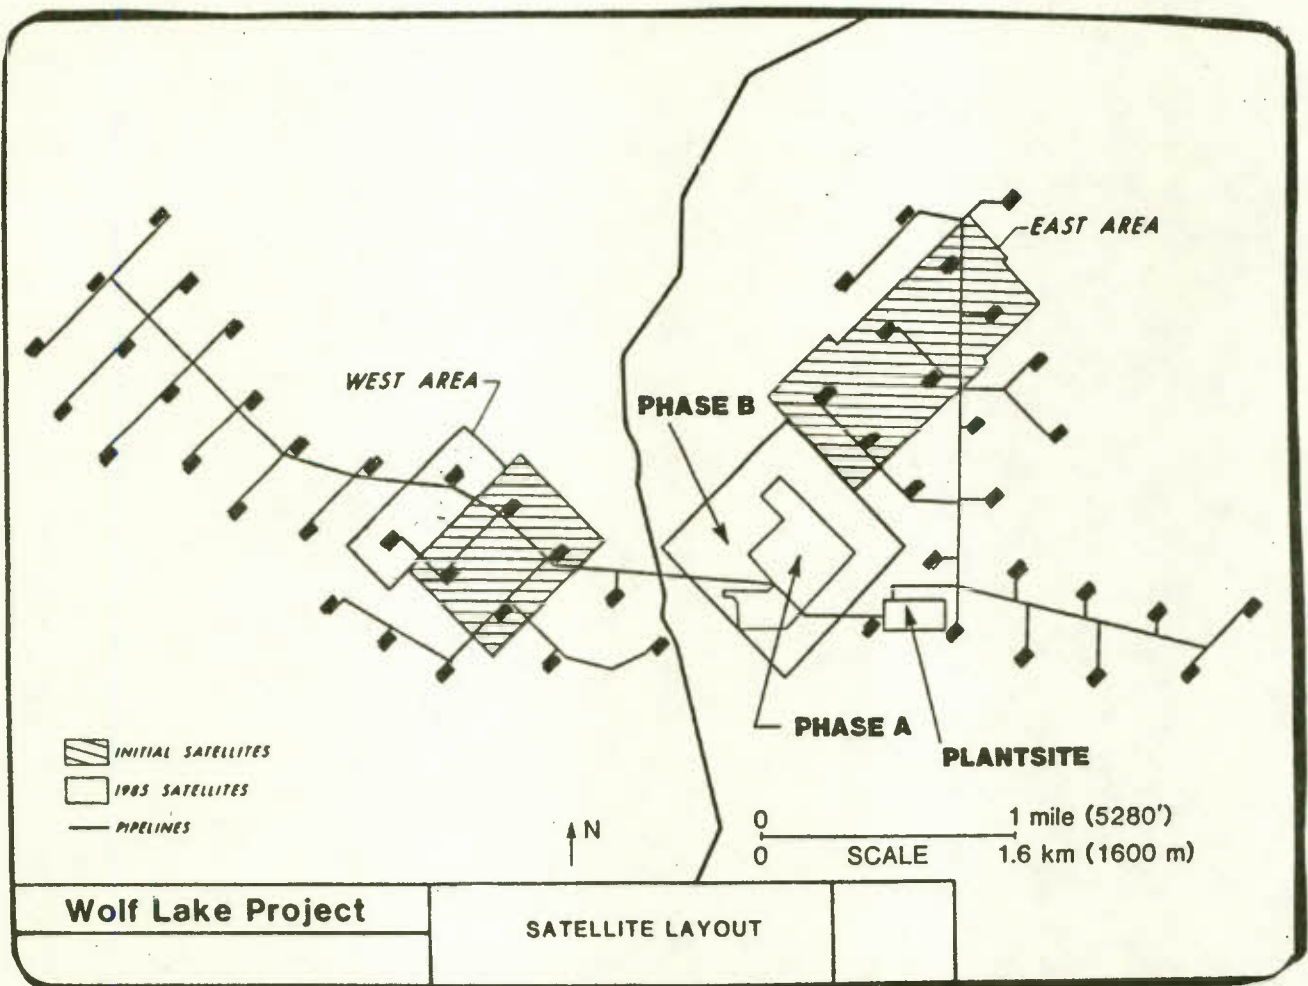 EAST AREA
WEST AREA
PHASE B
PHASE A
PLANTSITE
INITIAL SATELLITES
1985 SATELLITES
PIPELINES
N
0 1 mile (5280')
0 SCALE 1.6 km (1600 m)
Wolf Lake Project
SATELLITE LAYOUT